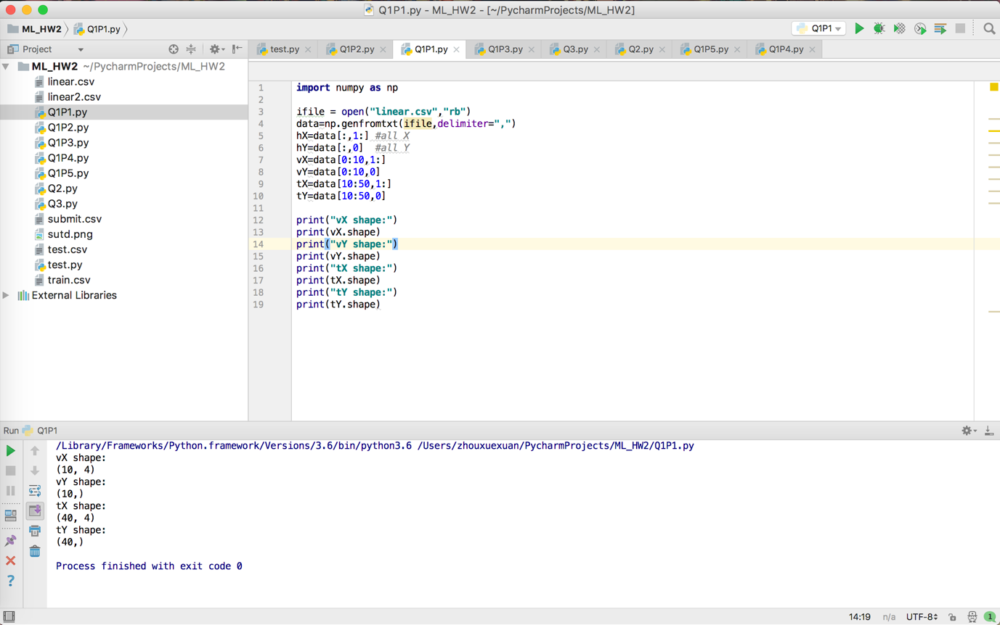 Q1P1.py - ML_HW2 - [~/PycharmProjects/ML_HW2]
ML_HW2 Q1P1.py Q1P1
Project test.py Q1P2.py Q1P1.py Q1P3.py Q3.py Q2.py Q1P5.py Q1P4.py
ML_HW2 ~/PycharmProjects/ML_HW2
linear.csv
linear2.csv
Q1P1.py
Q1P2.py
Q1P3.py
Q1P4.py
Q1P5.py
Q2.py
Q3.py
submit.csv
sutd.png
test.csv
test.py
train.csv
External Libraries
1 import numpy as np
2
3 ifile = open("linear.csv","rb")
4 data=np.genfromtxt(ifile,delimiter=",")
5 hX=data[:,1:] #all X
6 hY=data[:,0]  #all Y
7 vX=data[0:10,1:]
8 vY=data[0:10,0]
9 tX=data[10:50,1:]
10 tY=data[10:50,0]
11
12 print("vX shape:")
13 print(vX.shape)
14 print("vY shape:")
15 print(vY.shape)
16 print("tX shape:")
17 print(tX.shape)
18 print("tY shape:")
19 print(tY.shape)
Run Q1P1
/Library/Frameworks/Python.framework/Versions/3.6/bin/python3.6 /Users/zhouxuexuan/PycharmProjects/ML_HW2/Q1P1.py
vX shape:
(10, 4)
vY shape:
(10,)
tX shape:
(40, 4)
tY shape:
(40,)
Process finished with exit code 0
14:19 n/a UTF-8 1